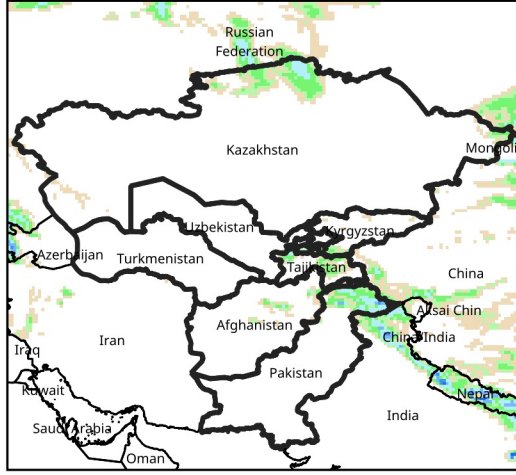 Russian
Federation
Kazakhstan
Mongoli
Uzbekistan
Kyrgyzstan
Azerbaijan
Turkmenistan
Tajikistan
China
Aksai Chin
Afghanistan
China/India
Iran
Iraq
Pakistan
Kuwait
Nepal
India
Saudi Arabia
Oman